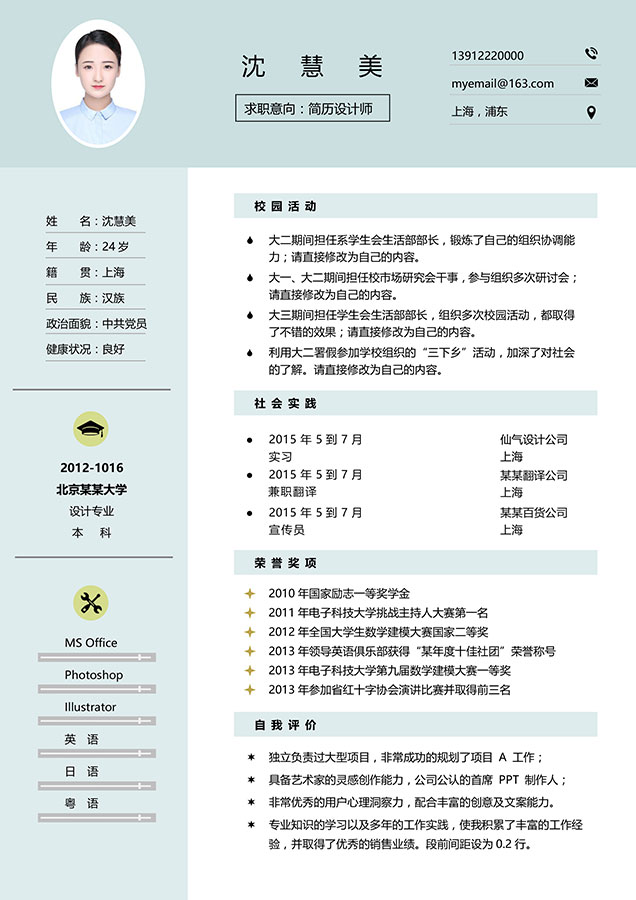 沈慧美
求职意向：简历设计师
13912220000
myemail@163.com
上海，浦东
姓名：沈慧美
年龄：24岁
籍贯：上海
民族：汉族
政治面貌：中共党员
健康状况：良好
2012-1016
北京某某大学
设计专业
本科
MS Office
Photoshop
Illustrator
英语
日语
粤语
校园活动
大二期间担任系学生会生活部部长，锻炼了自己的组织协调能
力；请直接修改为自己的内容。
大一、大二期间担任校市场研究会干事，参与组织多次研讨会；
请直接修改为自己的内容。
大三期间担任学生会生活部部长，组织多次校园活动，都取得
了不错的效果；请直接修改为自己的内容。
利用大二署假参加学校组织的“三下乡”活动，加深了对社会
的了解。请直接修改为自己的内容。
社会实践
2015 年 5 到 7 月 仙气设计公司
实习 上海
2015 年 5 到 7 月 某某翻译公司
兼职翻译 上海
2015 年 5 到 7 月 某某百货公司
宣传员 上海
荣誉奖项
2010 年国家励志一等奖学金
2011 年电子科技大学挑战主持人大赛第一名
2012 年全国大学生数学建模大赛国家二等奖
2013 年领导英语俱乐部获得“某年度十佳社团”荣誉称号
2013 年电子科技大学第九届数学建模大赛一等奖
2013 年参加省红十字协会演讲比赛并取得前三名
自我评价
独立负责过大型项目，非常成功的规划了项目 A 工作；
具备艺术家的灵感创作能力，公司公认的首席 PPT 制作人；
非常优秀的用户心理洞察力，配合丰富的创意及文案能力。
专业知识的学习以及多年的工作实践，使我积累了丰富的工作经
验，并取得了优秀的销售业绩。段前间距设为 0.2 行。